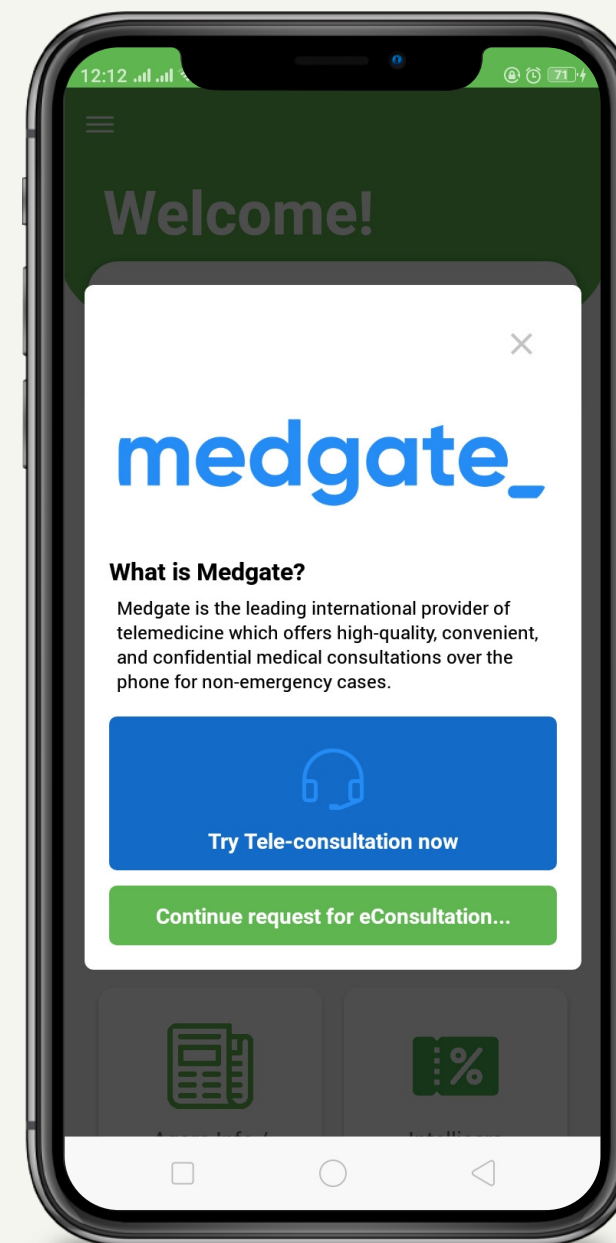 12:12
71
Welcome!
medgate_
What is Medgate?
Medgate is the leading international provider of
telemedicine which offers high-quality, convenient,
and confidential medical consultations over the
phone for non-emergency cases.
Try Tele-consultation now
Continue request for eConsultation...